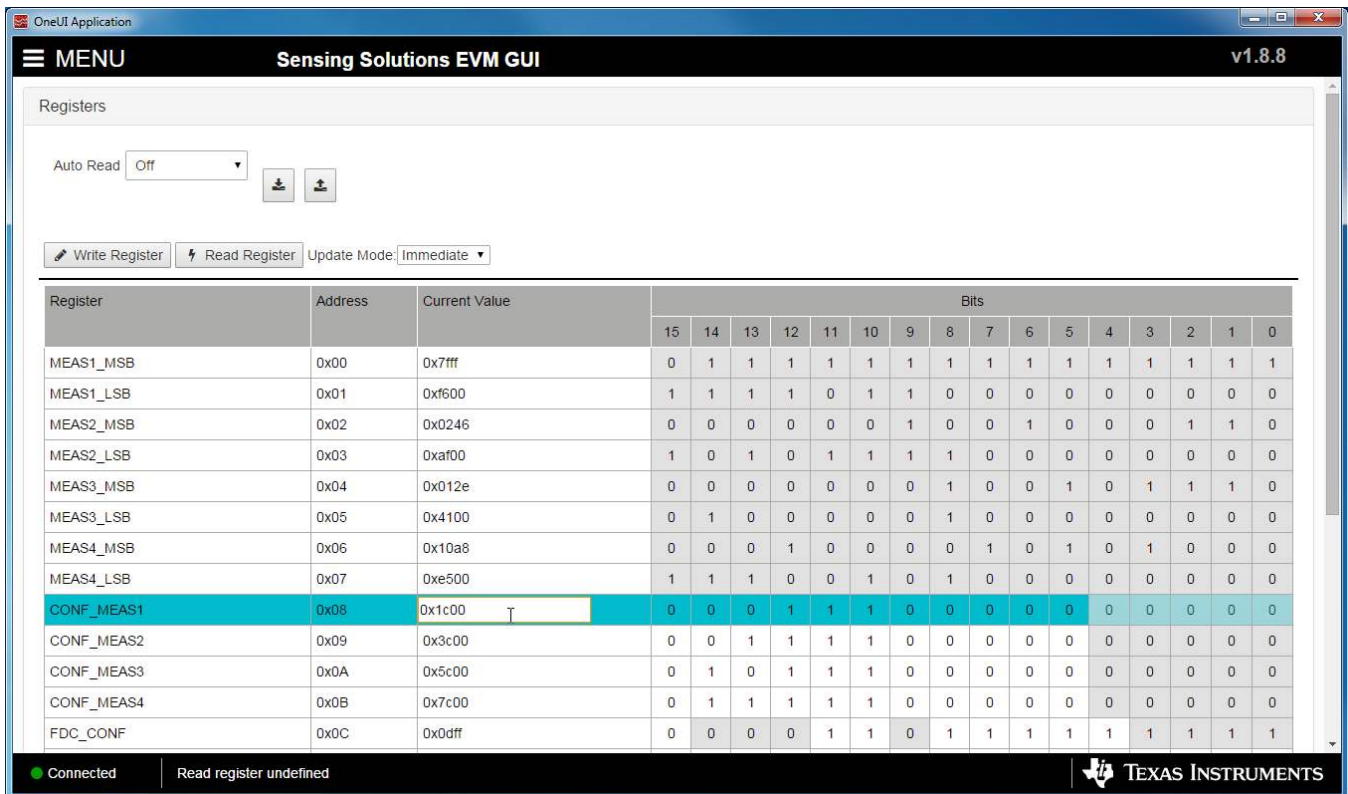 OneUI Application
MENU Sensing Solutions EVM GUI v1.8.8
Registers
Auto Read Off
Write Register Read Register Update Mode: Immediate
Register Address Current Value Bits
15 14 13 12 11 10 9 8 7 6 5 4 3 2 1 0
MEAS1_MSB 0x00 0x7fff 0 1 1 1 1 1 1 1 1 1 1 1 1 1 1 1
MEAS1_LSB 0x01 0xf600 1 1 1 1 0 1 1 0 0 0 0 0 0 0 0 0
MEAS2_MSB 0x02 0x0246 0 0 0 0 0 0 1 0 0 1 0 0 0 1 1 0
MEAS2_LSB 0x03 0xaf00 1 0 1 0 1 1 1 1 0 0 0 0 0 0 0 0
MEAS3_MSB 0x04 0x012e 0 0 0 0 0 0 0 1 0 0 1 0 1 1 1 0
MEAS3_LSB 0x05 0x4100 0 1 0 0 0 0 0 1 0 0 0 0 0 0 0 0
MEAS4_MSB 0x06 0x10a8 0 0 0 1 0 0 0 0 1 0 1 0 1 0 0 0
MEAS4_LSB 0x07 0xe500 1 1 1 0 0 1 0 1 0 0 0 0 0 0 0 0
CONF_MEAS1 0x08 0x1c00 0 0 0 1 1 1 0 0 0 0 0 0 0 0 0 0
CONF_MEAS2 0x09 0x3c00 0 0 1 1 1 1 0 0 0 0 0 0 0 0 0 0
CONF_MEAS3 0x0A 0x5c00 0 1 0 1 1 1 0 0 0 0 0 0 0 0 0 0
CONF_MEAS4 0x0B 0x7c00 0 1 1 1 1 1 0 0 0 0 0 0 0 0 0 0
FDC_CONF 0x0C 0x0dff 0 0 0 0 1 1 0 1 1 1 1 1 1 1 1 1
Connected Read register undefined TEXAS INSTRUMENTS